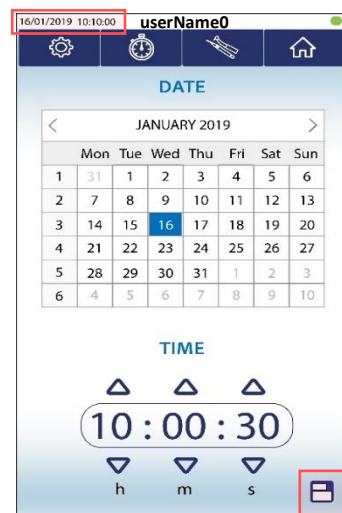 16/01/2019 10:10:00 userName0
DATE
< JANUARY 2019 >
Mon Tue Wed Thu Fri Sat Sun
1 31 1 2 3 4 5 6
2 7 8 9 10 11 12 13
3 14 15 16 17 18 19 20
4 21 22 23 24 25 26 27
5 28 29 30 31 1 2 3
6 4 5 6 7 8 9 10
TIME
10 : 00 : 30
h m s